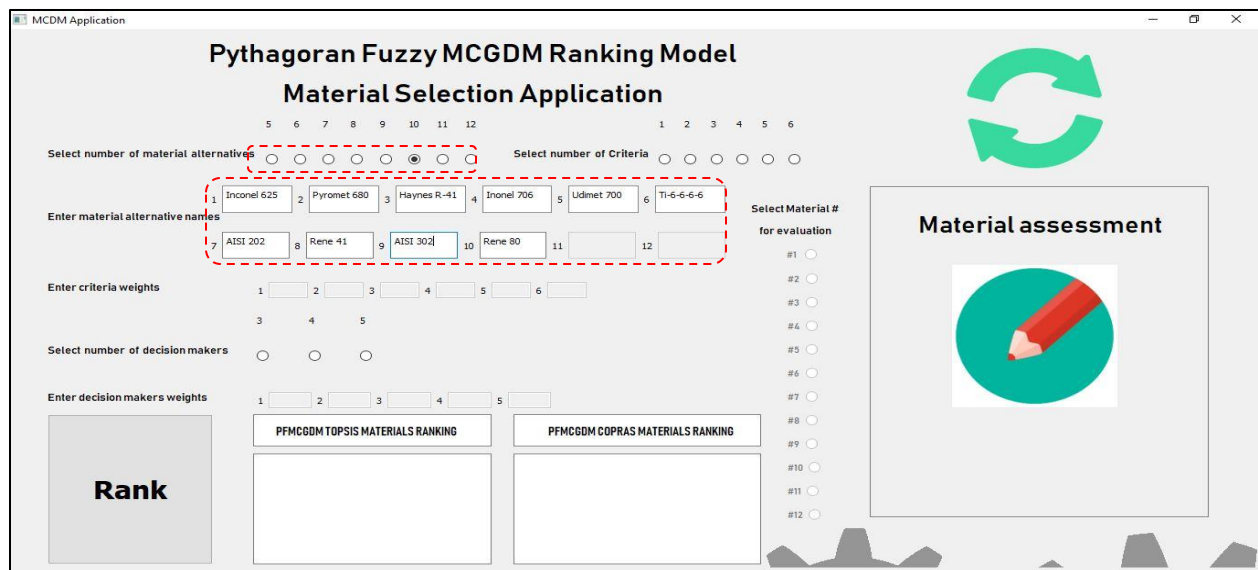 MCDM Application
Pythagoran Fuzzy MCGDM Ranking Model
Material Selection Application
5 6 7 8 9 10 11 12
1 2 3 4 5 6
Select number of material alternatives
Select number of Criteria
1 Inconel 625 2 Pyromet 680 3 Haynes R-41 4 Inonel 706 5 Udimet 700 6 Ti-6-6-6-6
Enter material alternative names
7 AISI 202 8 Rene 41 9 AISI 302 10 Rene 80 11 12
Select Material #
for evaluation
#1
#2
#3
#4
#5
#6
#7
#8
#9
#10
#11
#12
Enter criteria weights 1 2 3 4 5 6
3 4 5
Select number of decision makers
Enter decision makers weights 1 2 3 4 5
PFMCGDM TOPSIS MATERIALS RANKING
PFMCGDM COPRAS MATERIALS RANKING
Rank
Material assessment